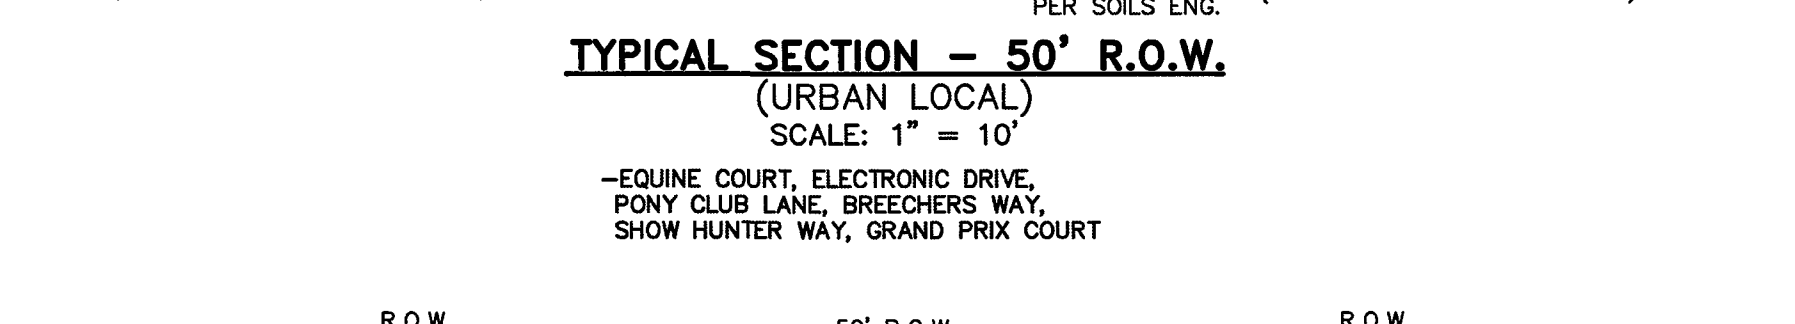 PER SOILS ENG.
TYPICAL SECTION – 50' R.O.W.
(URBAN LOCAL)
SCALE: 1" = 10'
–EQUINE COURT, ELECTRONIC DRIVE,
PONY CLUB LANE, BREECHERS WAY,
SHOW HUNTER WAY, GRAND PRIX COURT
R.O.W. 50' R.O.W. R.O.W.